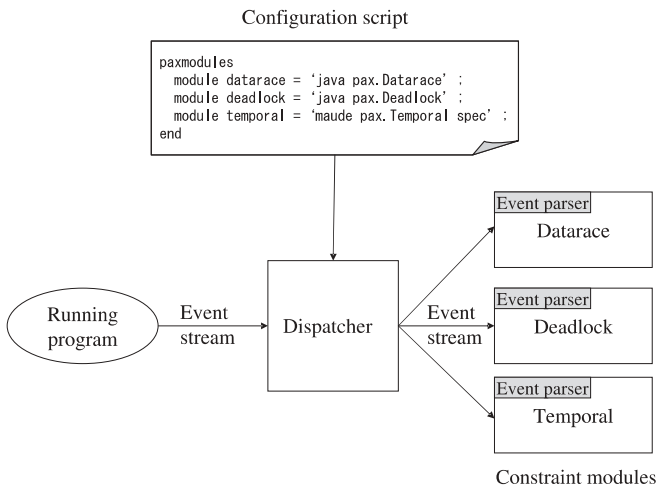 Configuration script
paxmodules
module datarace = ‘java pax.Datarace’ ;
module deadlock = ‘java pax.Deadlock’ ;
module temporal = ‘maude pax.Temporal spec’ ;
end
Running
program
Event
stream
Dispatcher
Event
stream
Event parser
Datarace
Event parser
Deadlock
Event parser
Temporal
Constraint modules